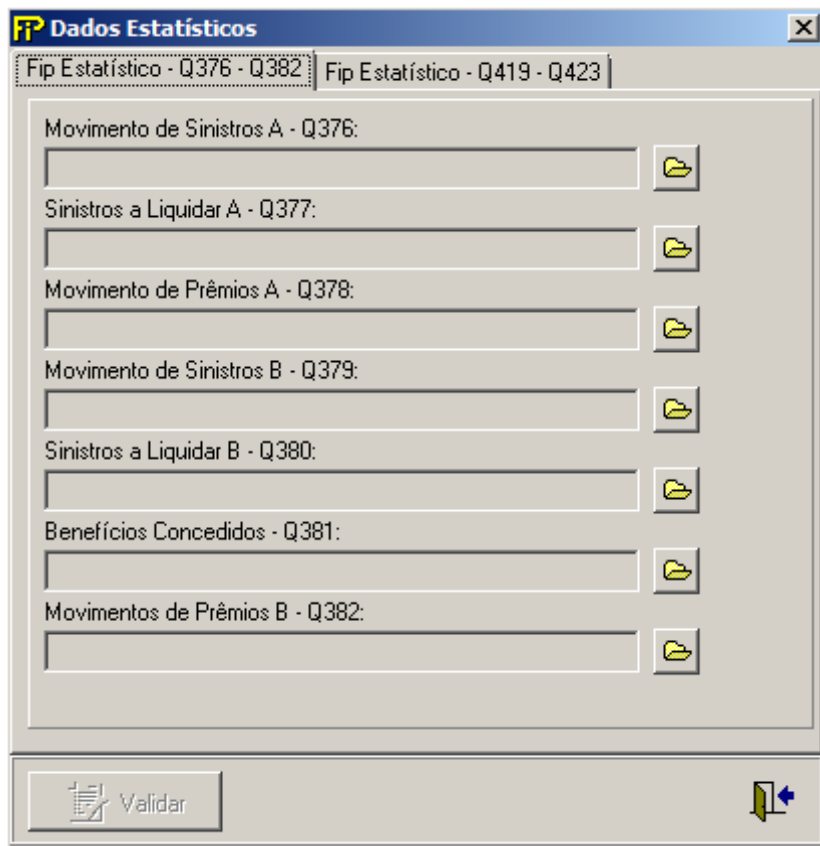 FiP Dados Estatísticos
Fip Estatístico - Q376 - Q382 Fip Estatístico - Q419 - Q423
Movimento de Sinistros A - Q376:
Sinistros a Liquidar A - Q377:
Movimento de Prêmios A - Q378:
Movimento de Sinistros B - Q379:
Sinistros a Liquidar B - Q380:
Benefícios Concedidos - Q381:
Movimentos de Prêmios B - Q382:
Validar